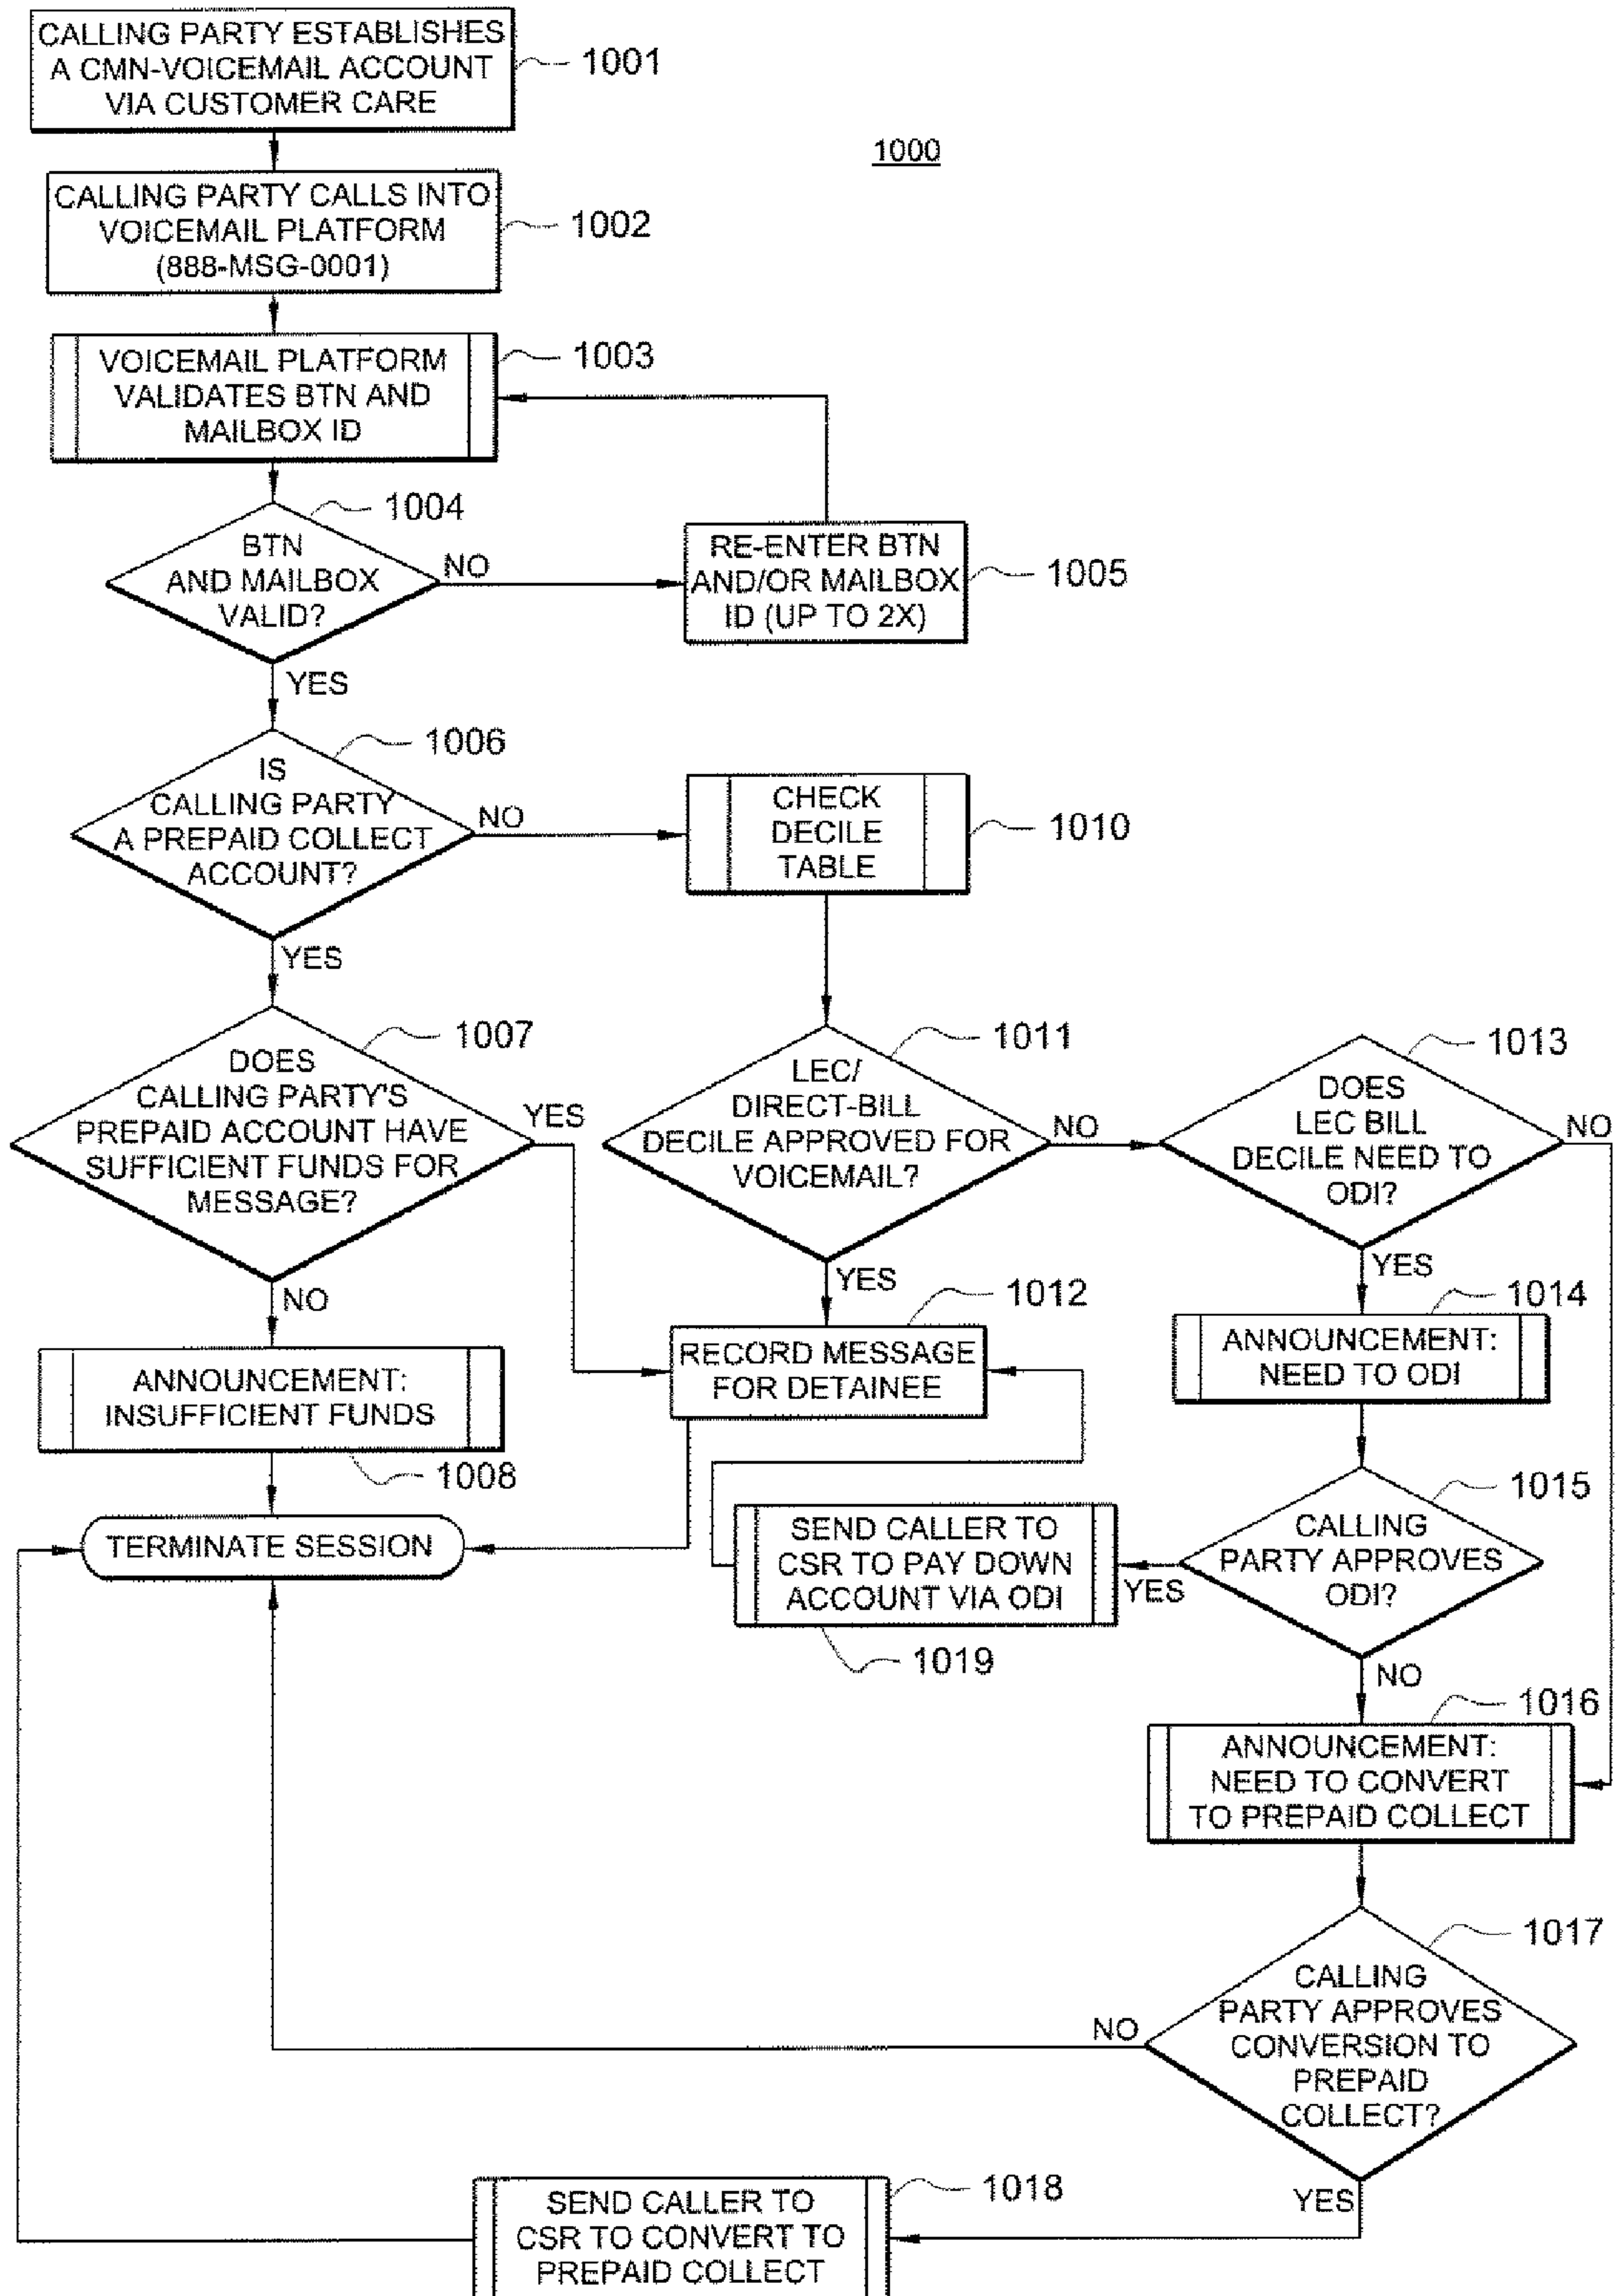 CALLING PARTY ESTABLISHES
A CMN-VOICEMAIL ACCOUNT
VIA CUSTOMER CARE
1001
1000
CALLING PARTY CALLS INTO
VOICEMAIL PLATFORM
(888-MSG-0001)
1002
VOICEMAIL PLATFORM
VALIDATES BTN AND
MAILBOX ID
1003
1004
BTN
AND MAILBOX
VALID?
NO
YES
RE-ENTER BTN
AND/OR MAILBOX
ID (UP TO 2X)
1005
1006
IS
CALLING PARTY
A PREPAID COLLECT
ACCOUNT?
NO
YES
CHECK
DECILE
TABLE
1010
1007
DOES
CALLING PARTY'S
PREPAID ACCOUNT HAVE
SUFFICIENT FUNDS FOR
MESSAGE?
YES
NO
1011
LEC/
DIRECT-BILL
DECILE APPROVED FOR
VOICEMAIL?
NO
YES
1013
DOES
LEC BILL
DECILE NEED TO
ODI?
NO
YES
1012
RECORD MESSAGE
FOR DETAINEE
1014
ANNOUNCEMENT:
NEED TO ODI
ANNOUNCEMENT:
INSUFFICIENT FUNDS
1008
TERMINATE SESSION
SEND CALLER TO
CSR TO PAY DOWN
ACCOUNT VIA ODI
1019
1015
CALLING
PARTY APPROVES
ODI?
YES
NO
1016
ANNOUNCEMENT:
NEED TO CONVERT
TO PREPAID COLLECT
1017
CALLING
PARTY APPROVES
CONVERSION TO
PREPAID
COLLECT?
NO
YES
1018
SEND CALLER TO
CSR TO CONVERT TO
PREPAID COLLECT